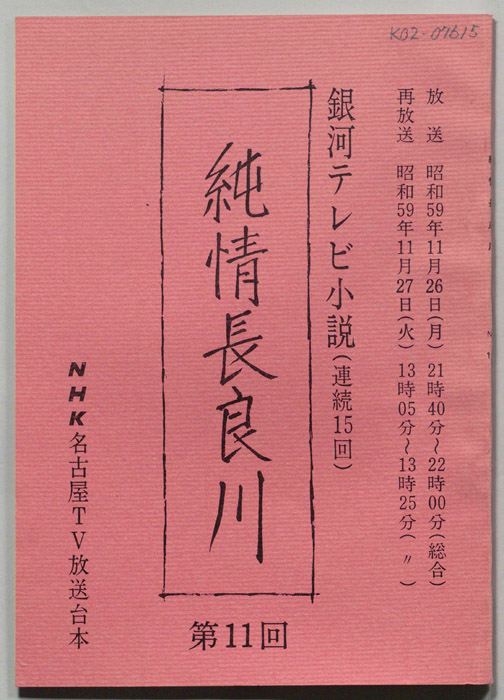 K02-07615
放送 昭和59年11月26日(月) 21時40分~22時00分(総合)
再放送 昭和59年11月27日(火) 13時05分~13時25分( 〃 )
銀河テレビ小説(連続15回)
純情長良川
第11回
NHK名古屋TV放送台本